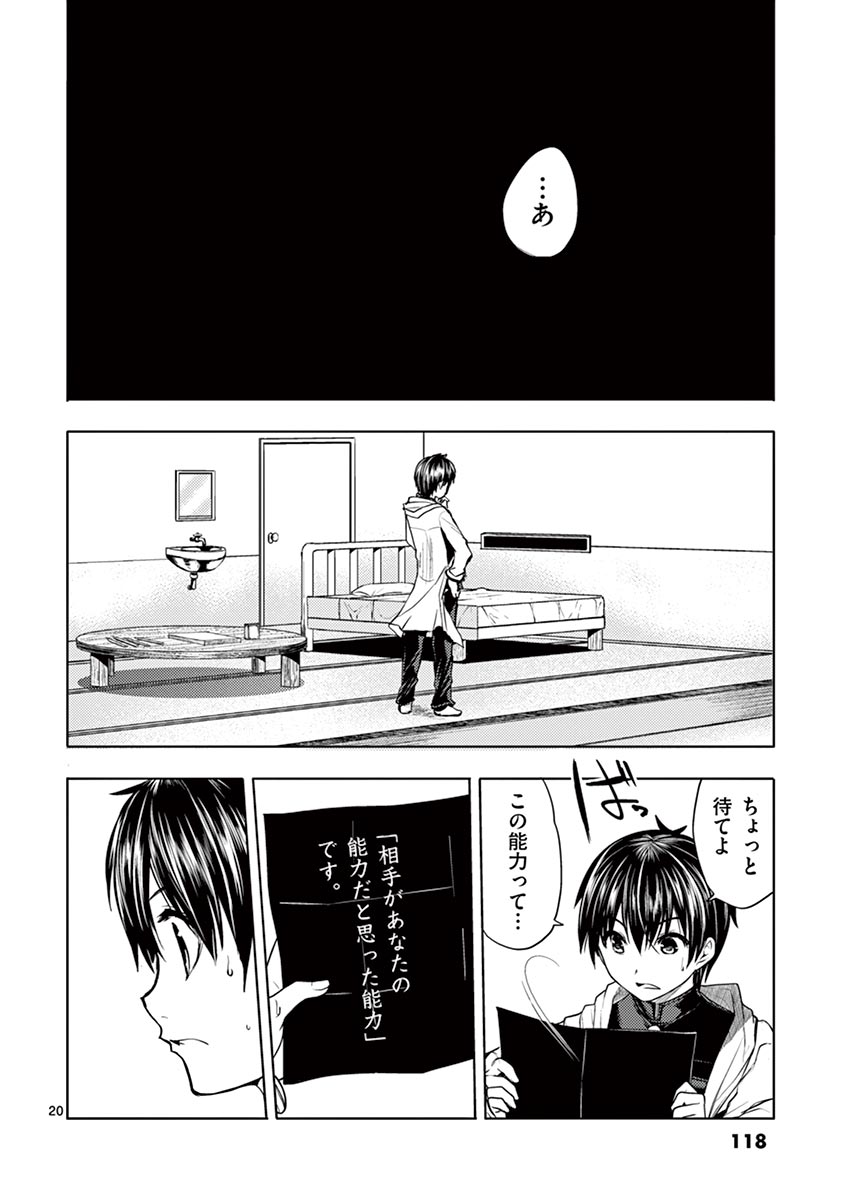 …あ
ちょっと
待てよ
この能力って…
ばっ
「相手があなたの
能力だと思った能力」
です。
20
118